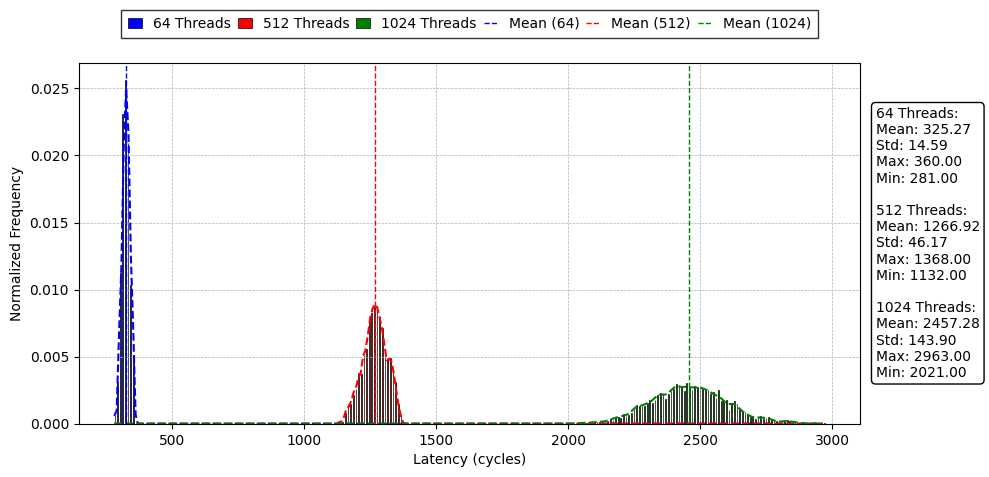 64 Threads 512 Threads 1024 Threads Mean (64) Mean (512) Mean (1024)
0.025
0.020
0.015
0.010
0.005
0.000
Normalized Frequency
500 1000 1500 2000 2500 3000
Latency (cycles)
64 Threads:
Mean: 325.27
Std: 14.59
Max: 360.00
Min: 281.00
512 Threads:
Mean: 1266.92
Std: 46.17
Max: 1368.00
Min: 1132.00
1024 Threads:
Mean: 2457.28
Std: 143.90
Max: 2963.00
Min: 2021.00